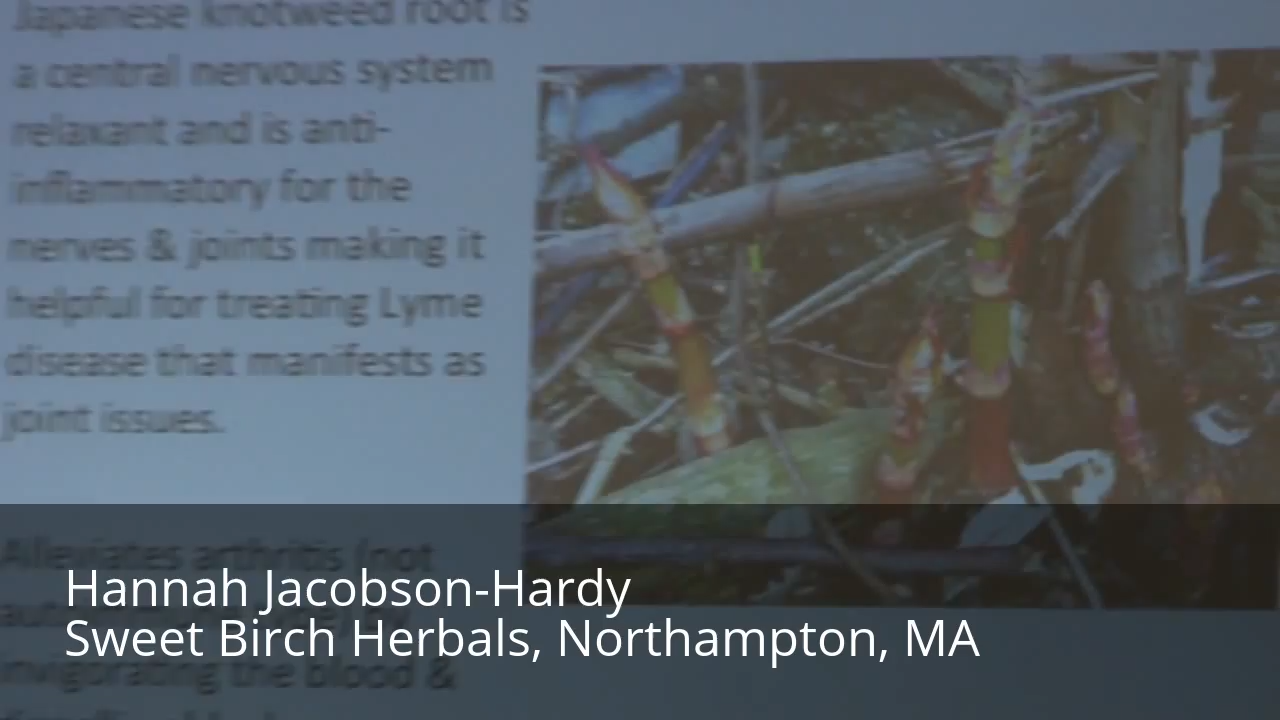 Japanese knotweed root is
a central nervous system
relaxant and is anti-
inflammatory for the
nerves & joints making it
helpful for treating Lyme
disease that manifests as
joint issues.
Alleviates arthritis (not
invigorating the blood &
Hannah Jacobson-Hardy
Sweet Birch Herbals, Northampton, MA